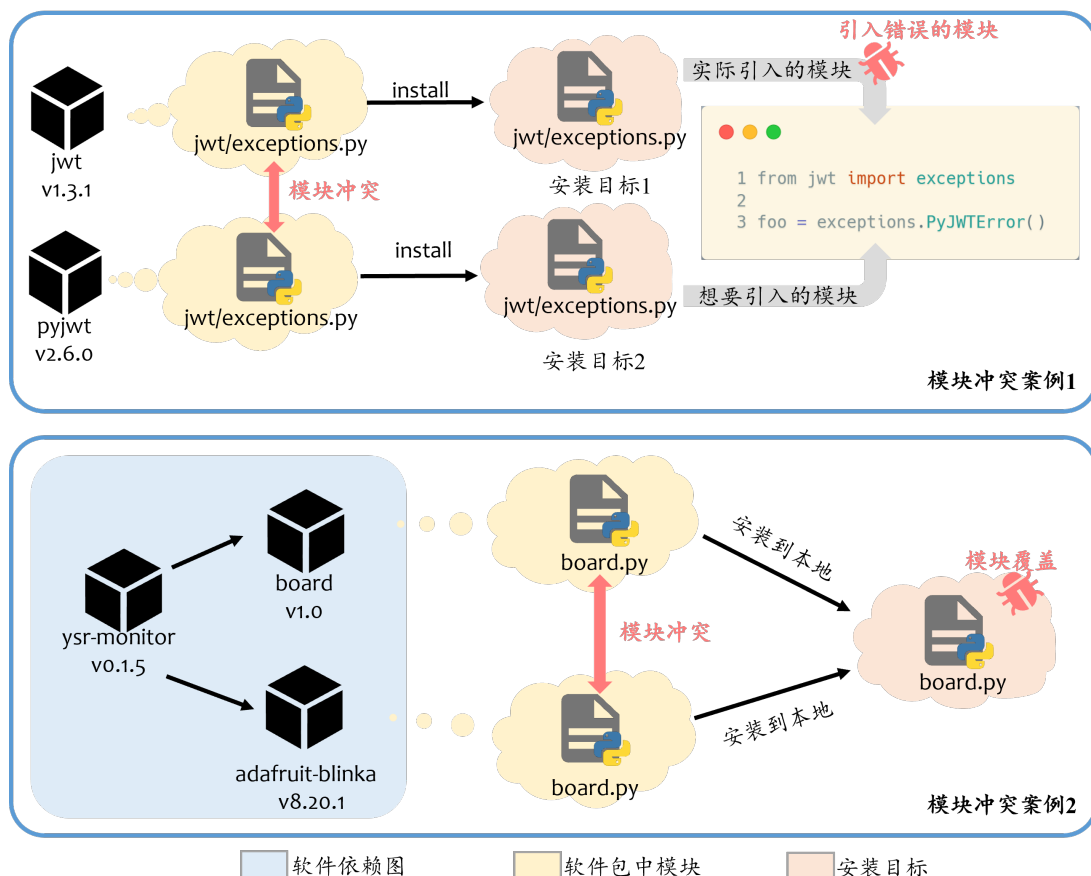 引入错误的模块
实际引入的模块
install
jwt/exceptions.py
jwt/exceptions.py
jwt
v1.3.1
安装目标1
模块冲突
1 from jwt import exceptions
2
3 foo = exceptions.PyJWTError()
install
想要引入的模块
jwt/exceptions.py
jwt/exceptions.py
pyjwt
v2.6.0
安装目标2
模块冲突案例1
board
v1.0
board.py
安装到本地
模块覆盖
ysr-monitor
v0.1.5
模块冲突
board.py
安装到本地
adafruit-blinka
v8.20.1
board.py
模块冲突案例2
软件依赖图
软件包中模块
安装目标